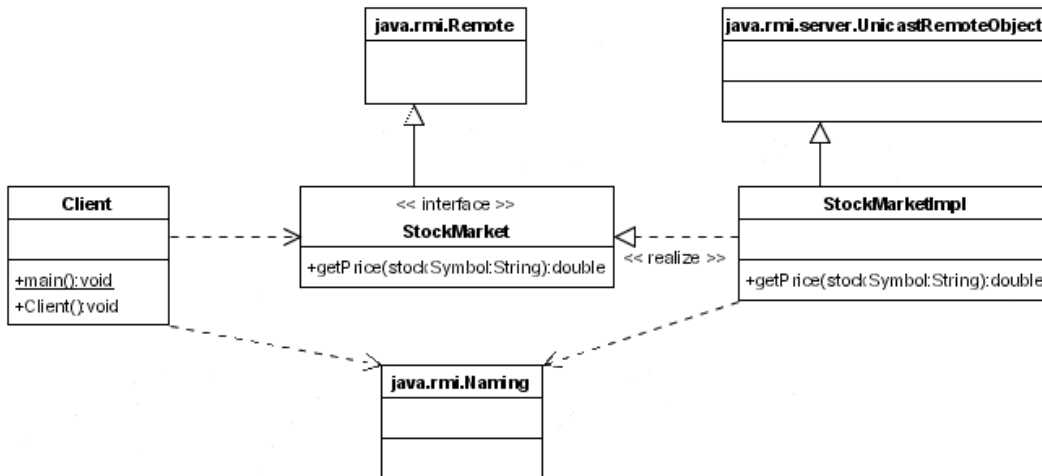 java.rmi.Remote
java.rmi.server.UnicastRemoteObject
Client
+main():void
+Client():void
<< interface >>
StockMarket
+getPrice(stockSymbol:String):double
<< realize >>
StockMarketImpl
+getPrice(stockSymbol:String):double
java.rmi.Naming